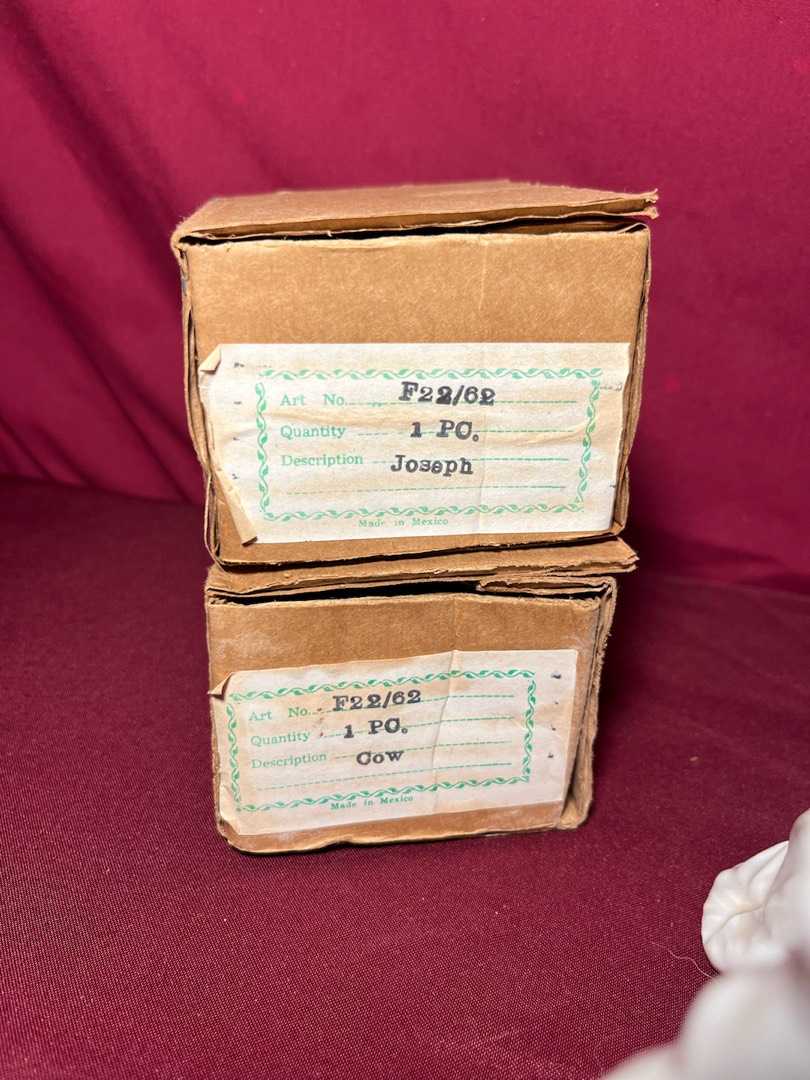 Art No. F22/62
Quantity 1 PC.
Description Joseph
Made in Mexico
Art No. F22/62
Quantity 1 PC.
Description Cow
Made in Mexico